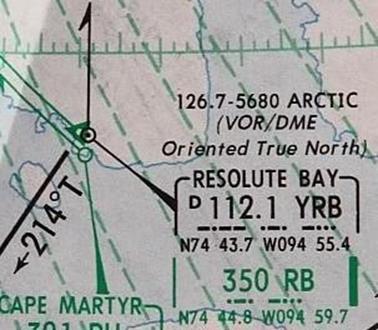 126.7-5680 ARCTIC
(VOR/DME
Oriented True North)
RESOLUTE BAY
D 112.1 YRB
N74 43.7 W094 55.4
350 RB
N74 44.8 W094 59.7
←214°T
CAPE MARTYR